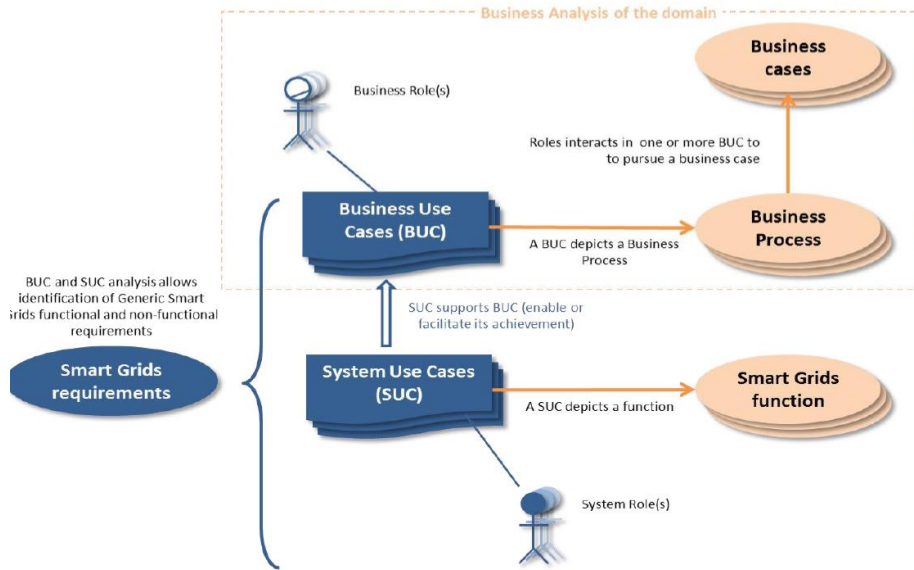 Business Analysis of the domain
Business
cases
Business Role(s)
Roles interacts in one or more BUC to
to pursue a business case
Business Use
Cases (BUC)
Business
Process
A BUC depicts a Business
Process
BUC and SUC analysis allows
identification of Generic Smart
Grids functional and non-functional
requirements
SUC supports BUC (enable or
facilitate its achievement)
Smart Grids
requirements
System Use Cases
(SUC)
Smart Grids
function
A SUC depicts a function
System Role(s)